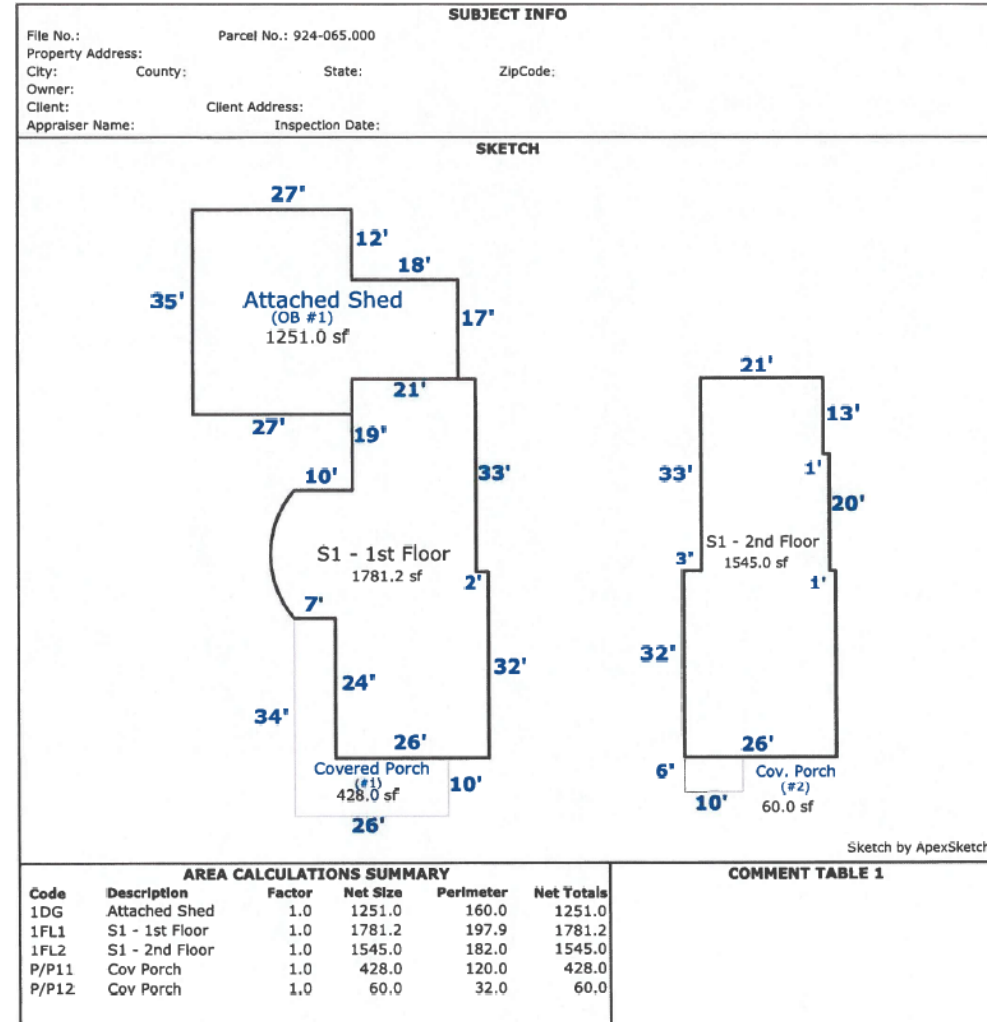 SUBJECT INFO
File No.: Parcel No.: 924-065.000
Property Address:
City: County: State: ZipCode:
Owner:
Client: Client Address:
Appraiser Name: Inspection Date:
SKETCH
27'
12'
18'
35'
Attached Shed
(OB #1)
1251.0 sf
17'
21'
27'
19'
10'
33'
S1 - 1st Floor
1781.2 sf
2'
7'
24'
32'
34'
26'
Covered Porch
(#1)
428.0 sf
10'
26'
21'
13'
1'
33'
20'
S1 - 2nd Floor
1545.0 sf
3'
1'
32'
26'
6'
Cov. Porch
(#2)
60.0 sf
10'
Sketch by ApexSketch
AREA CALCULATIONS SUMMARY
Code Description Factor Net Size Perimeter Net Totals
1DG Attached Shed 1.0 1251.0 160.0 1251.0
1FL1 S1 - 1st Floor 1.0 1781.2 197.9 1781.2
1FL2 S1 - 2nd Floor 1.0 1545.0 182.0 1545.0
P/P11 Cov Porch 1.0 428.0 120.0 428.0
P/P12 Cov Porch 1.0 60.0 32.0 60.0
COMMENT TABLE 1